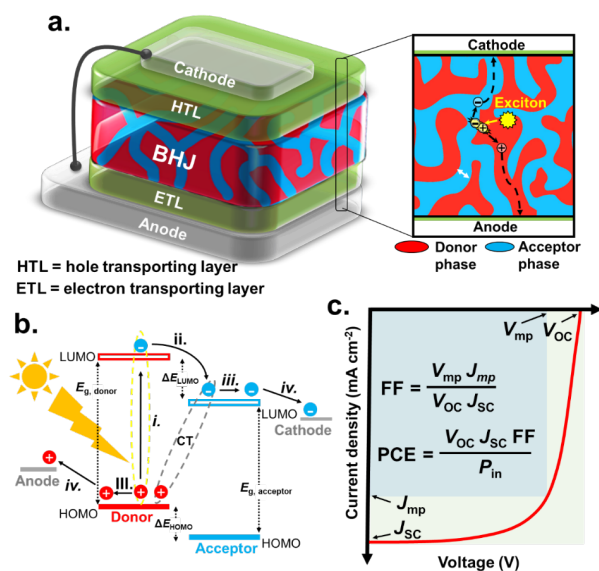 a.
Cathode
HTL
BHJ
ETL
Anode
HTL = hole transporting layer
ETL = electron transporting layer
Cathode
Exciton
Anode
Donor phase
Acceptor phase
b.
ii.
LUMO
ΔE_LUMO
iii.
iv.
E_g, donor
i.
LUMO
Cathode
CT
Anode
iv.
III.
E_g, acceptor
HOMO
Donor
ΔE_HOMO
Acceptor
HOMO
c.
Current density (mA cm⁻²)
V_mp
V_OC
FF = V_mp J_mp / V_OC J_SC
PCE = V_OC J_SC FF / P_in
J_mp
J_SC
Voltage (V)